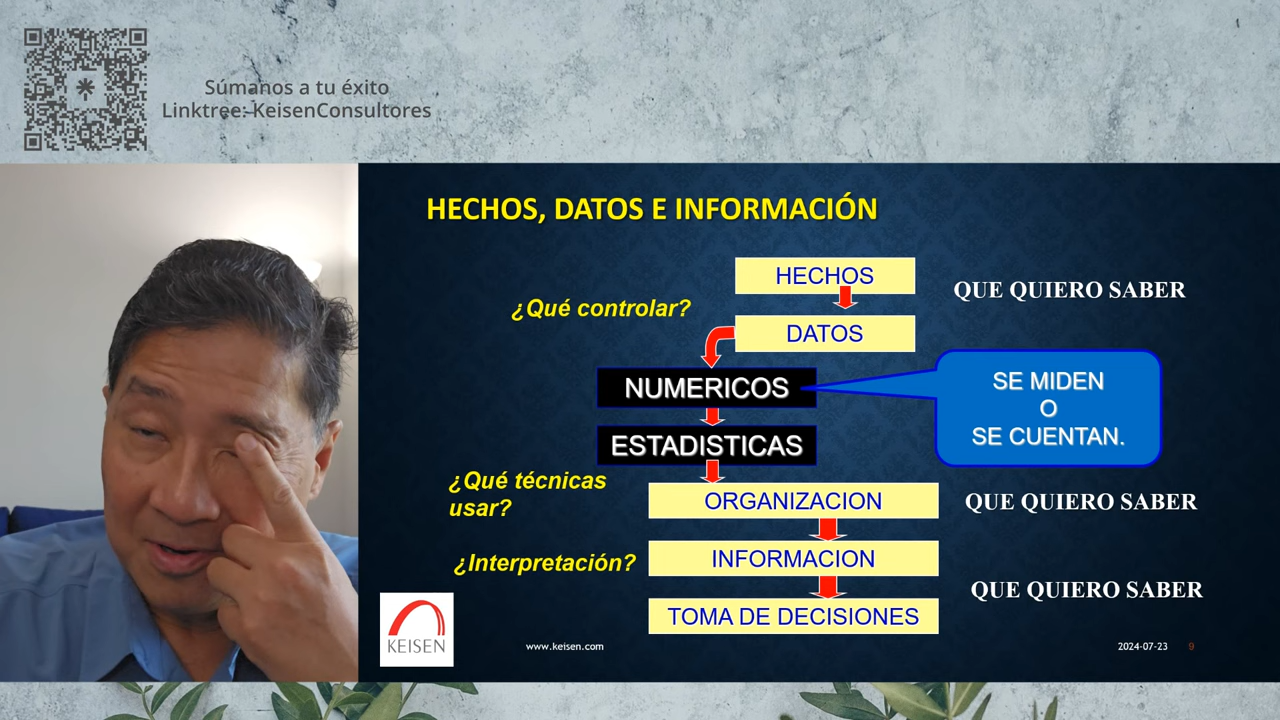 Súmanos a tu éxito
Linktree: KeisenConsultores
HECHOS, DATOS E INFORMACIÓN
HECHOS
QUE QUIERO SABER
¿Qué controlar?
DATOS
NUMERICOS
SE MIDEN
O
SE CUENTAN.
ESTADISTICAS
¿Qué técnicas
usar?
ORGANIZACION
QUE QUIERO SABER
¿Interpretación?
INFORMACION
QUE QUIERO SABER
TOMA DE DECISIONES
KEISEN
www.keisen.com
2024-07-23
9